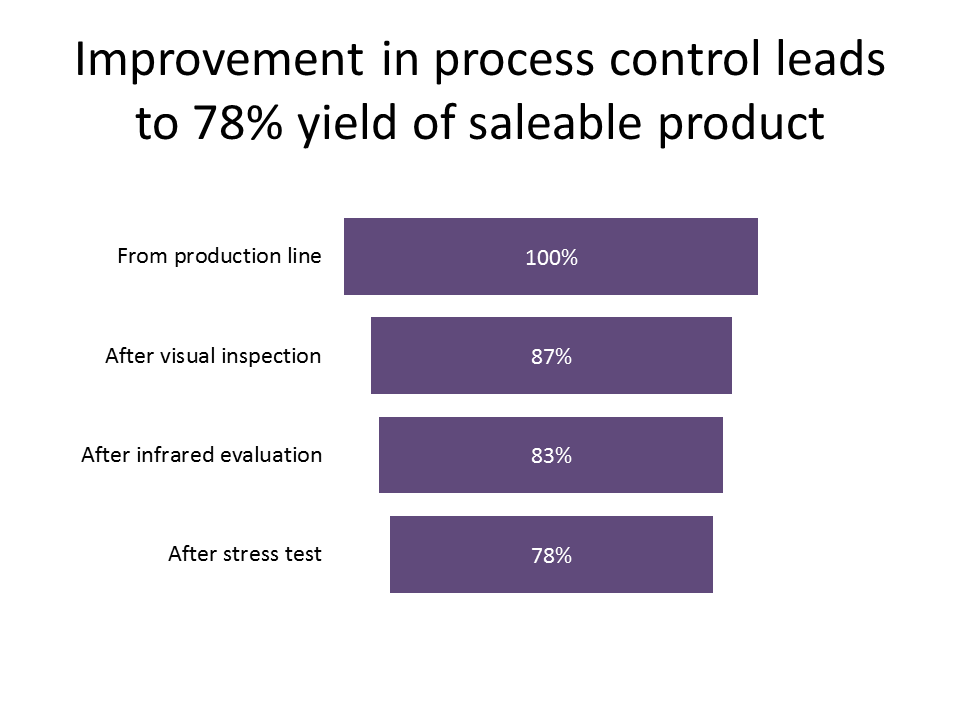 Improvement in process control leads
to 78% yield of saleable product
From production line
100%
After visual inspection
87%
After infrared evaluation
83%
After stress test
78%